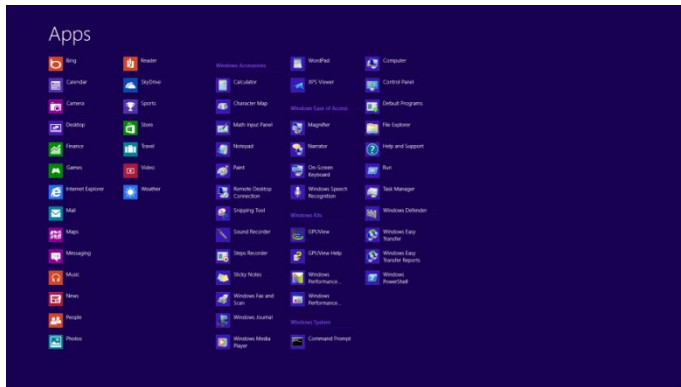 Apps
Bing
Calendar
Camera
Desktop
Finance
Games
Internet Explorer
Mail
Maps
Messaging
Music
News
People
Photos
Reader
SkyDrive
Sports
Store
Travel
Video
Weather
Windows Accessories
Calculator
Character Map
Math Input Panel
Notepad
Paint
Remote Desktop
Connection
Snipping Tool
Sound Recorder
Steps Recorder
Sticky Notes
Windows Fax and
Scan
Windows Journal
Windows Media
Player
WordPad
XPS Viewer
Windows Ease of Access
Magnifier
Narrator
On-Screen
Keyboard
Windows Speech
Recognition
Windows Kits
GPUView
GPUView Help
Windows
Performance...
Windows
Performance...
Windows System
Command Prompt
Computer
Control Panel
Default Programs
File Explorer
Help and Support
Run
Task Manager
Windows Defender
Windows Easy
Transfer
Windows Easy
Transfer Reports
Windows
PowerShell